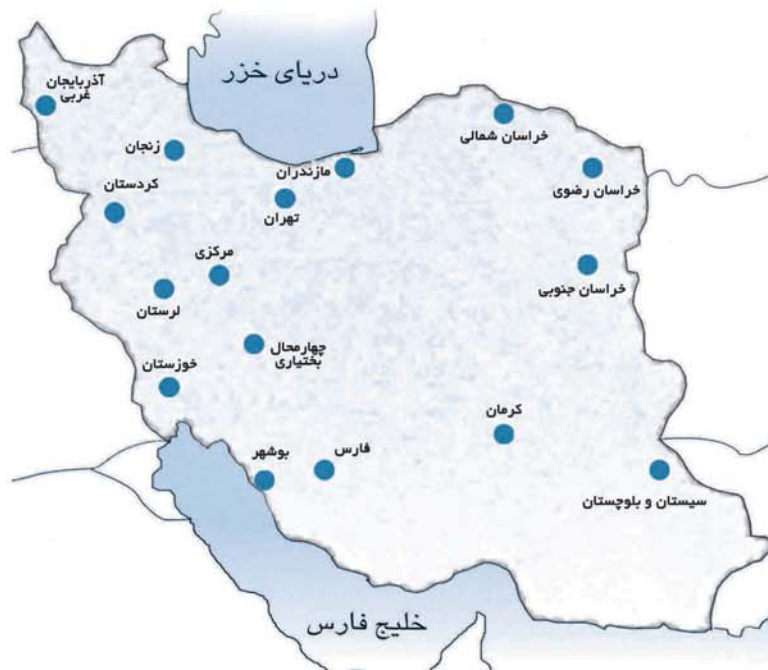 دریای خزر
آذربایجان
غربی
خراسان شمالی
زنجان
مازندران
خراسان رضوی
کردستان
تهران
مرکزی
خراسان جنوبی
لرستان
چهارمحال
بختیاری
خوزستان
کرمان
فارس
بوشهر
سیستان و بلوچستان
خلیج فارس